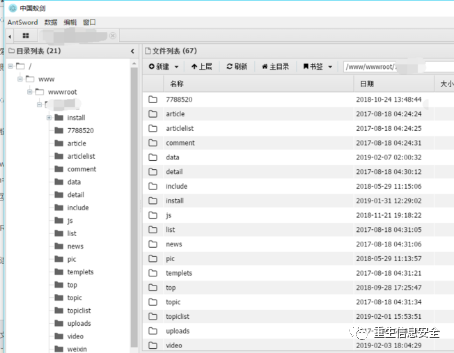 中国蚁剑
AntSword 数据 编辑 窗口
目录列表 (21)
文件列表 (67)
新建 上层 刷新 主目录 书签 /www/wwwroot/
名称 日期 大小
/
www
wwwroot
install
7788520
article
articlelist
comment
data
detail
include
js
list
news
pic
templets
top
topic
topiclist
uploads
video
weixin
7788520 2018-10-24 13:48:44
article 2017-08-18 04:24:24
articlelist 2017-08-18 04:24:25
comment 2017-08-18 04:24:31
data 2019-02-07 02:00:32
detail 2017-08-18 04:30:12
include 2018-05-29 11:15:06
install 2019-01-31 12:29:02
js 2018-11-21 19:18:22
list 2017-08-18 04:31:05
news 2017-08-18 04:31:06
pic 2018-05-29 11:13:57
templets 2017-08-18 04:31:21
top 2018-09-28 17:25:47
topic 2017-08-18 04:31:34
topiclist 2019-02-01 15:53:51
uploads
video 2019-02-03 18:04:29
重生信息安全